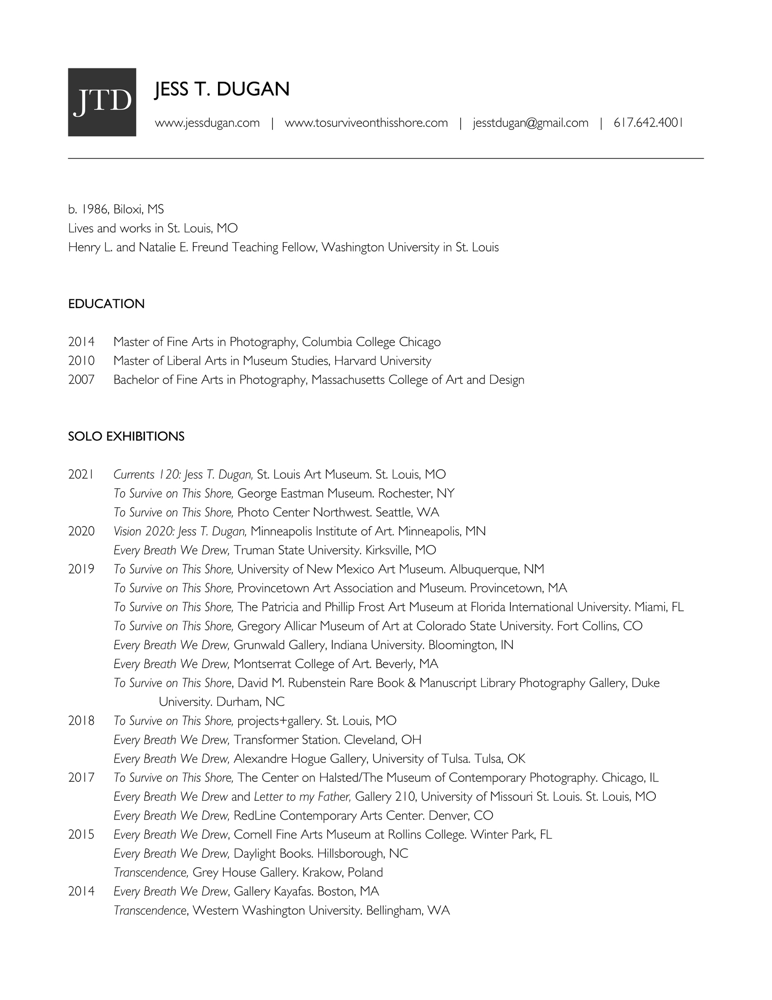 JTD
JESS T. DUGAN
www.jessdugan.com | www.tosurviveonthisshore.com | jesstdugan@gmail.com | 617.642.4001
b. 1986, Biloxi, MS
Lives and works in St. Louis, MO
Henry L. and Natalie E. Freund Teaching Fellow, Washington University in St. Louis
EDUCATION
2014 Master of Fine Arts in Photography, Columbia College Chicago
2010 Master of Liberal Arts in Museum Studies, Harvard University
2007 Bachelor of Fine Arts in Photography, Massachusetts College of Art and Design
SOLO EXHIBITIONS
2021 Currents 120: Jess T. Dugan, St. Louis Art Museum. St. Louis, MO
To Survive on This Shore, George Eastman Museum. Rochester, NY
To Survive on This Shore, Photo Center Northwest. Seattle, WA
2020 Vision 2020: Jess T. Dugan, Minneapolis Institute of Art. Minneapolis, MN
Every Breath We Drew, Truman State University. Kirksville, MO
2019 To Survive on This Shore, University of New Mexico Art Museum. Albuquerque, NM
To Survive on This Shore, Provincetown Art Association and Museum. Provincetown, MA
To Survive on This Shore, The Patricia and Phillip Frost Art Museum at Florida International University. Miami, FL
To Survive on This Shore, Gregory Allicar Museum of Art at Colorado State University. Fort Collins, CO
Every Breath We Drew, Grunwald Gallery, Indiana University. Bloomington, IN
Every Breath We Drew, Montserrat College of Art. Beverly, MA
To Survive on This Shore, David M. Rubenstein Rare Book & Manuscript Library Photography Gallery, Duke
University. Durham, NC
2018 To Survive on This Shore, projects+gallery. St. Louis, MO
Every Breath We Drew, Transformer Station. Cleveland, OH
Every Breath We Drew, Alexandre Hogue Gallery, University of Tulsa. Tulsa, OK
2017 To Survive on This Shore, The Center on Halsted/The Museum of Contemporary Photography. Chicago, IL
Every Breath We Drew and Letter to my Father, Gallery 210, University of Missouri St. Louis. St. Louis, MO
Every Breath We Drew, RedLine Contemporary Arts Center. Denver, CO
2015 Every Breath We Drew, Cornell Fine Arts Museum at Rollins College. Winter Park, FL
Every Breath We Drew, Daylight Books. Hillsborough, NC
Transcendence, Grey House Gallery. Krakow, Poland
2014 Every Breath We Drew, Gallery Kayafas. Boston, MA
Transcendence, Western Washington University. Bellingham, WA